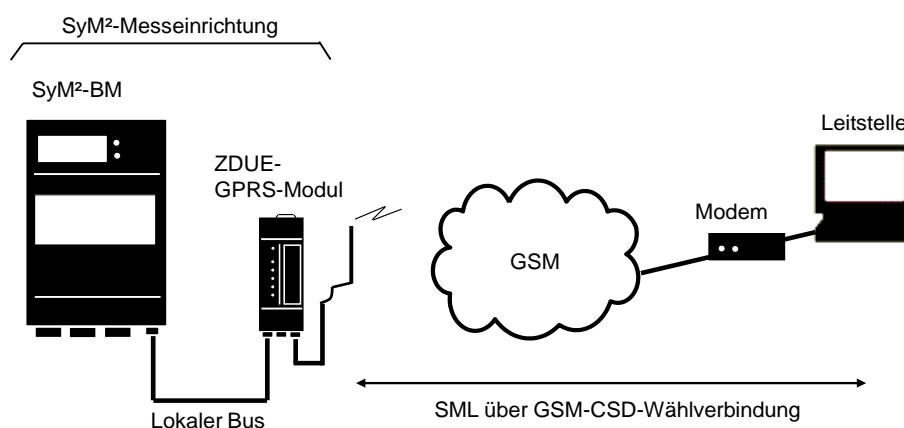 SyM²-Messeinrichtung
SyM²-BM
Leitstelle
ZDUE-
GPRS-Modul
Modem
GSM
SML über GSM-CSD-Wählverbindung
Lokaler Bus